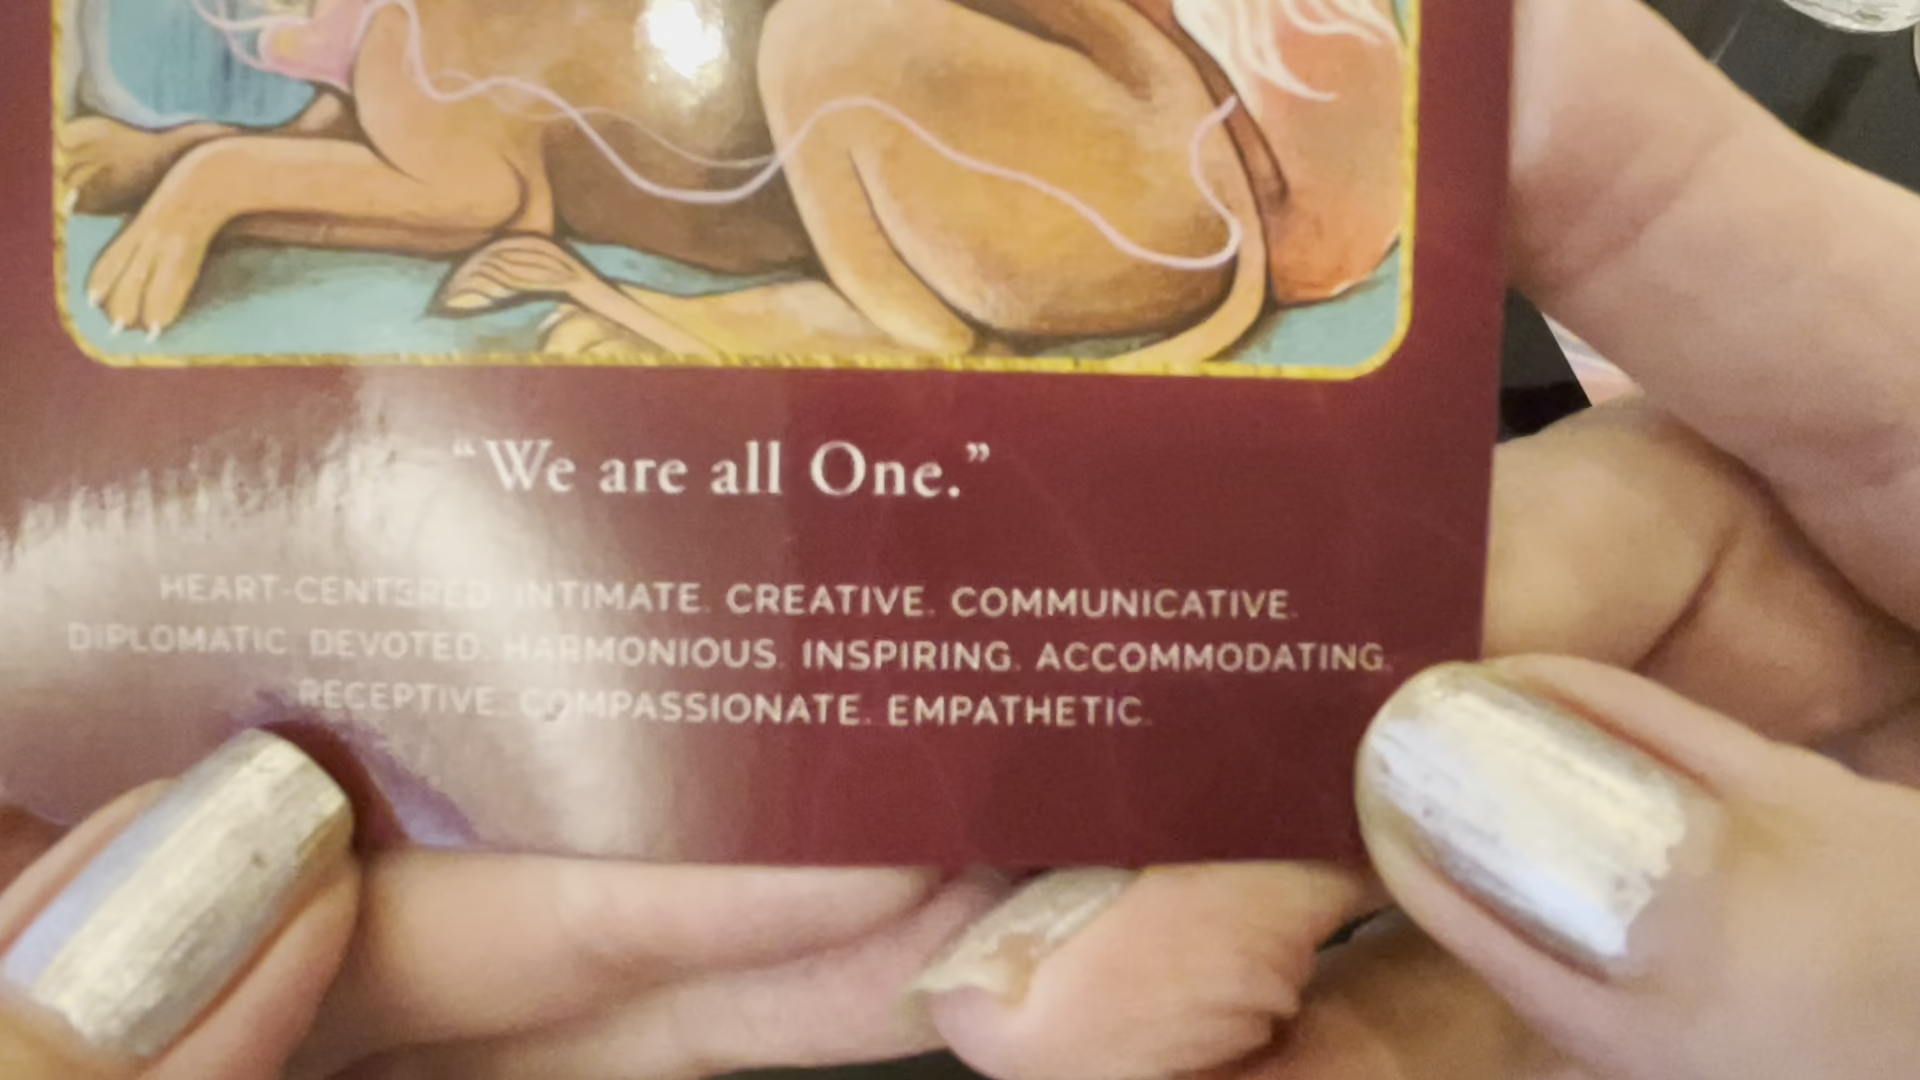 “We are all One.”
HEART-CENTERED. INTIMATE. CREATIVE. COMMUNICATIVE.
DIPLOMATIC. DEVOTED. HARMONIOUS. INSPIRING. ACCOMMODATING.
RECEPTIVE. COMPASSIONATE. EMPATHETIC.